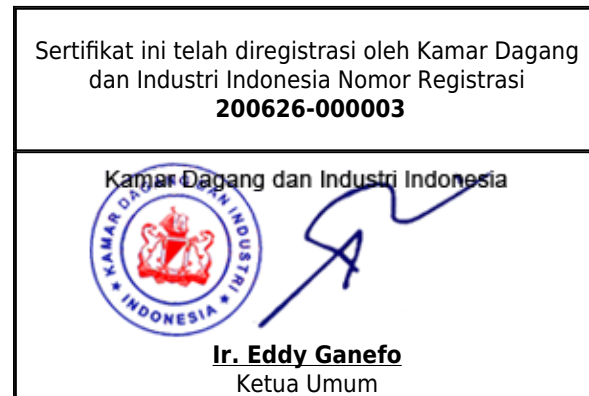 Sertifikat ini telah diregistrasi oleh Kamar Dagang
dan Industri Indonesia Nomor Registrasi
200626-000003
Kamar Dagang dan Industri Indonesia
KAMAR DAGANG DAN INDUSTRI
INDONESIA
Ir. Eddy Ganefo
Ketua Umum